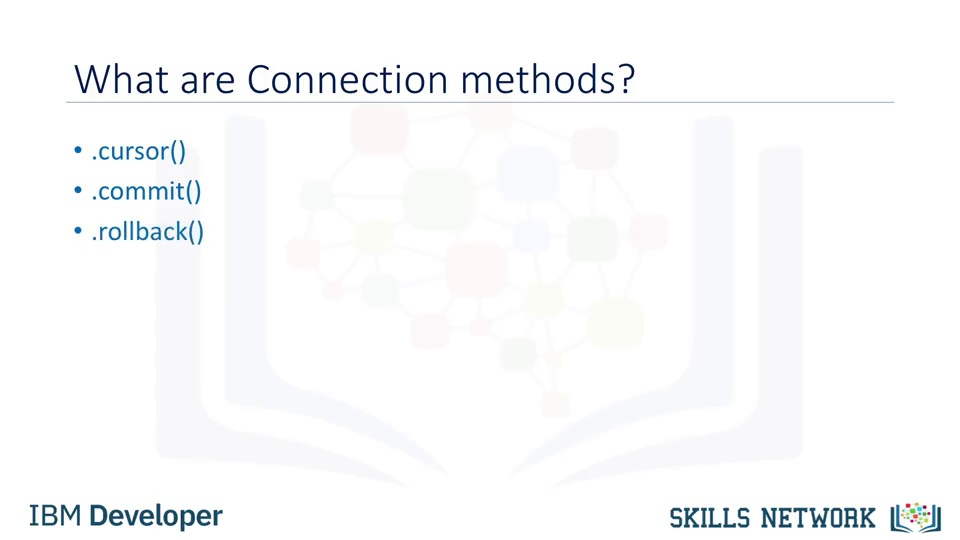 What are Connection methods?
• .cursor()
• .commit()
• .rollback()
IBM Developer
SKILLS NETWORK